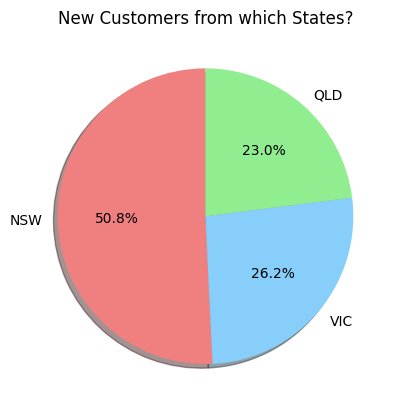 New Customers from which States?
QLD
23.0%
NSW
50.8%
26.2%
VIC